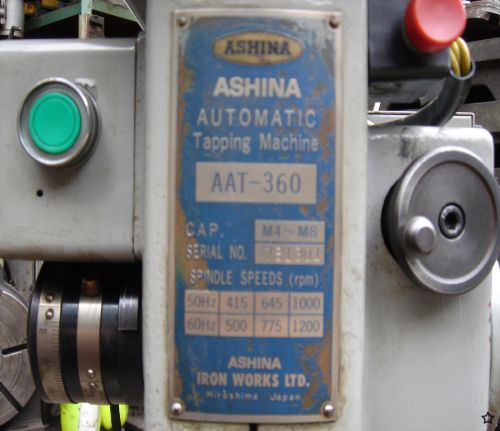 ASHINA
ASHINA
AUTOMATIC
Tapping Machine
AAT-360
CAP. M4~M8
SERIAL NO.
SPINDLE SPEEDS.(rpm)
50Hz 415 645 1000
60Hz 500 775 1200
ASHINA
IRON WORKS LTD.
Hiroshima Japan